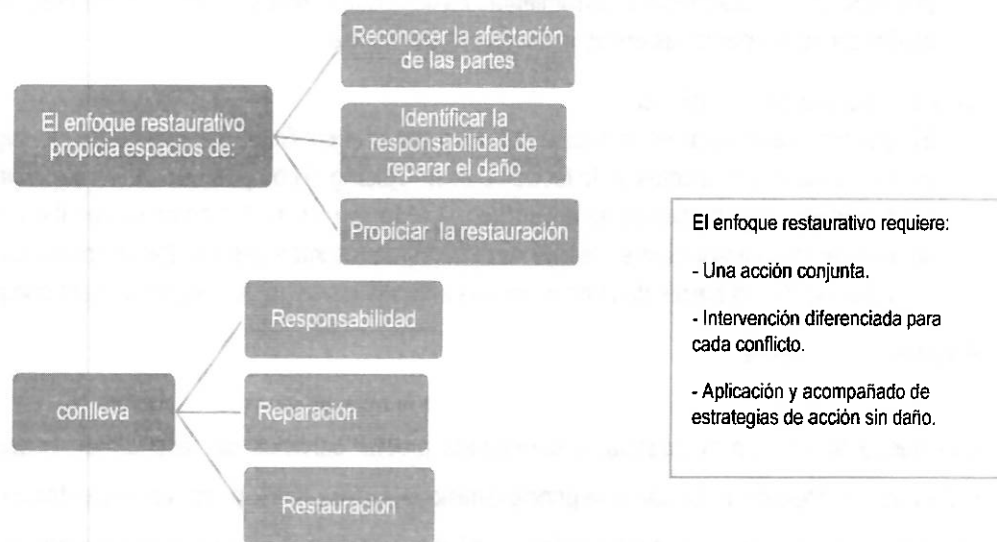 Reconocer la afectación
de las partes
El enfoque restaurativo
propicia espacios de:
Identificar la
responsabilidad de
reparar el daño
Propiciar la restauración
El enfoque restaurativo requiere:
- Una acción conjunta.
- Intervención diferenciada para
cada conflicto.
- Aplicación y acompañado de
estrategias de acción sin daño.
Responsabilidad
conlleva
Reparación
Restauración